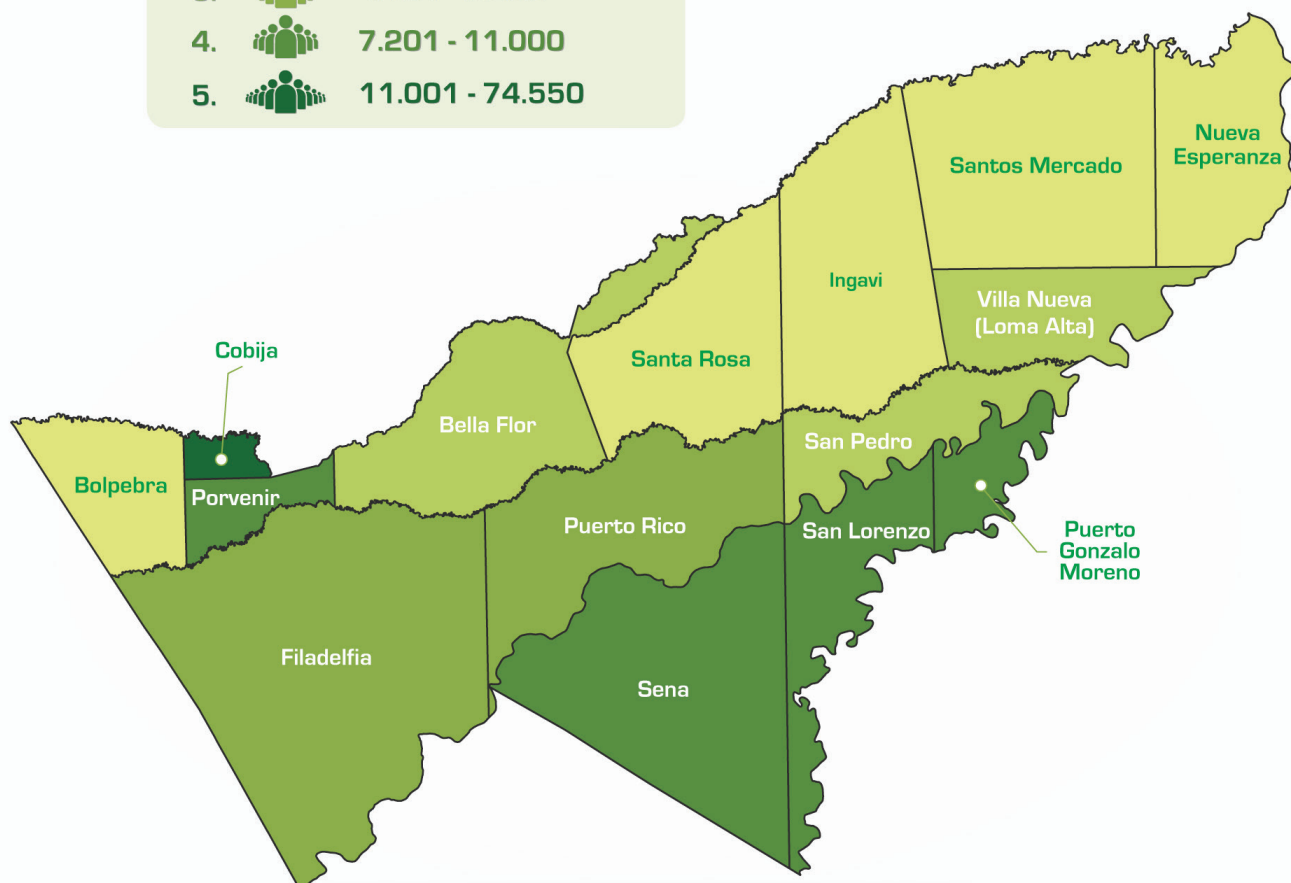 4. 7.201 - 11.000
5. 11.001 - 74.550
Nueva
Esperanza
Santos Mercado
Ingavi
Villa Nueva
(Loma Alta)
Cobija
Santa Rosa
Bella Flor
San Pedro
Bolpebra
Porvenir
Puerto Rico
San Lorenzo
Puerto
Gonzalo
Moreno
Filadelfia
Sena